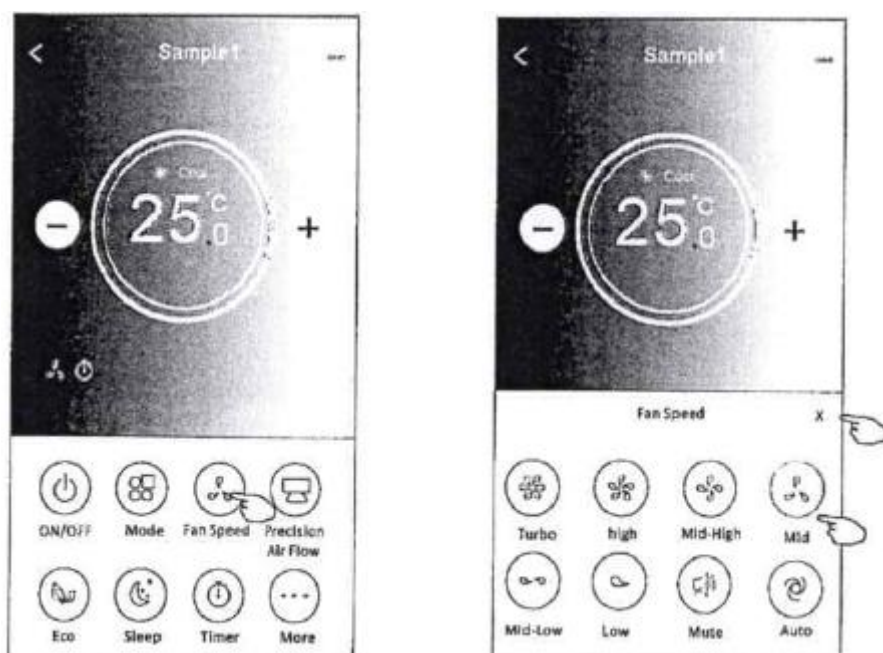 <
Sample1
Cool
25.0°C
−
+
ON/OFF
Mode
Fan Speed
Precision
Air Flow
Eco
Sleep
Timer
More
<
Sample1
Cool
25.0°C
−
+
Fan Speed
X
Turbo
high
Mid-High
Mid
Mid-Low
Low
Mute
Auto